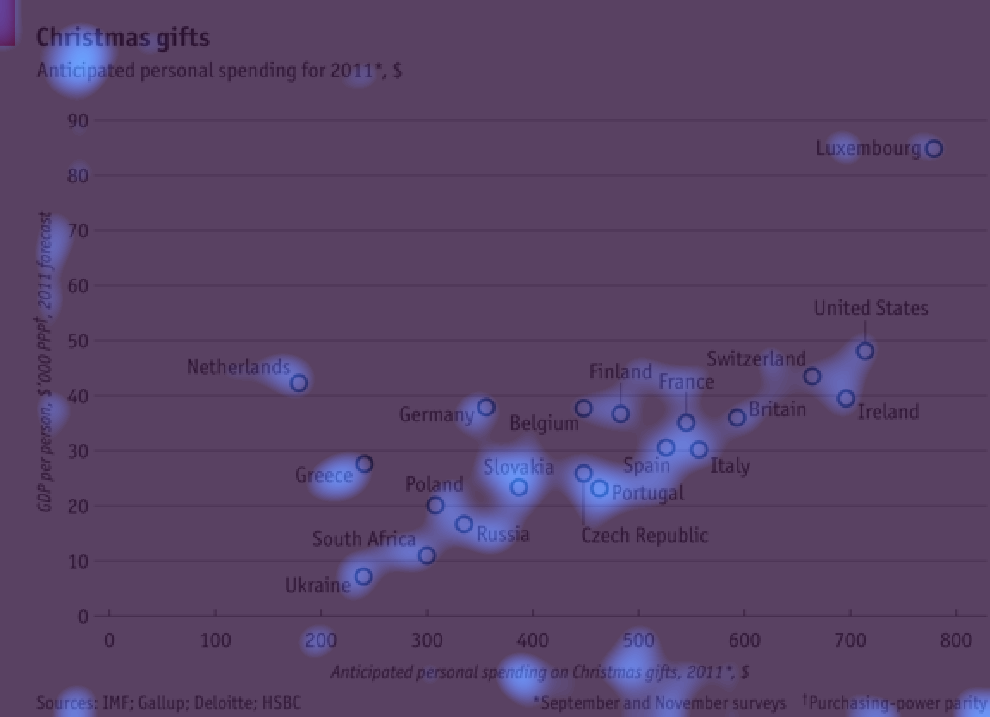 Christmas gifts
Anticipated personal spending for 2011*, $
GDP per person, $'000 PPP†, 2011 forecast
90
80
70
60
50
40
30
20
10
0
Luxembourg
United States
Switzerland
Netherlands
Finland
France
Germany
Belgium
Britain
Ireland
Greece
Slovakia
Spain
Italy
Poland
Portugal
South Africa
Russia
Czech Republic
Ukraine
0 100 200 300 400 500 600 700 800
Anticipated personal spending on Christmas gifts, 2011*, $
Sources: IMF; Gallup; Deloitte; HSBC *September and November surveys †Purchasing-power parity